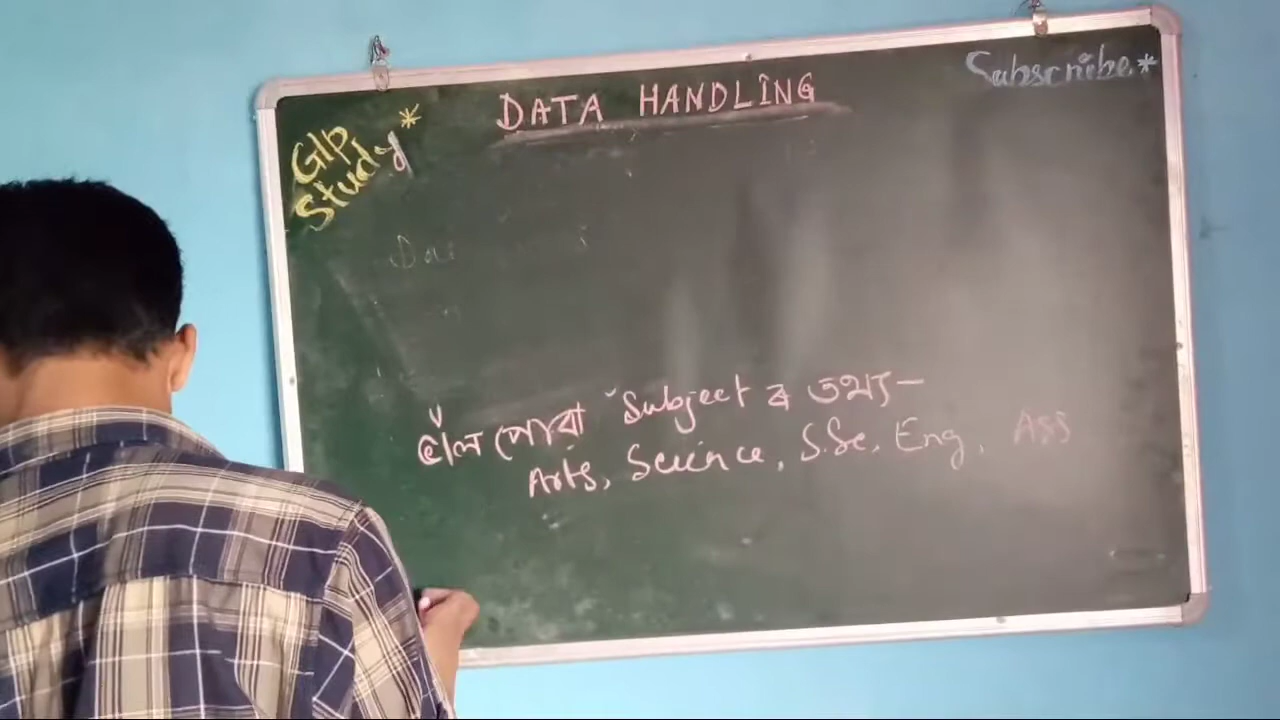 DATA HANDLING
Subscribe*
Glp
Study*
ভাল পোৱা "Subject ৰ তথ্য-
Arts, Science, S.Sc, Eng, Ass